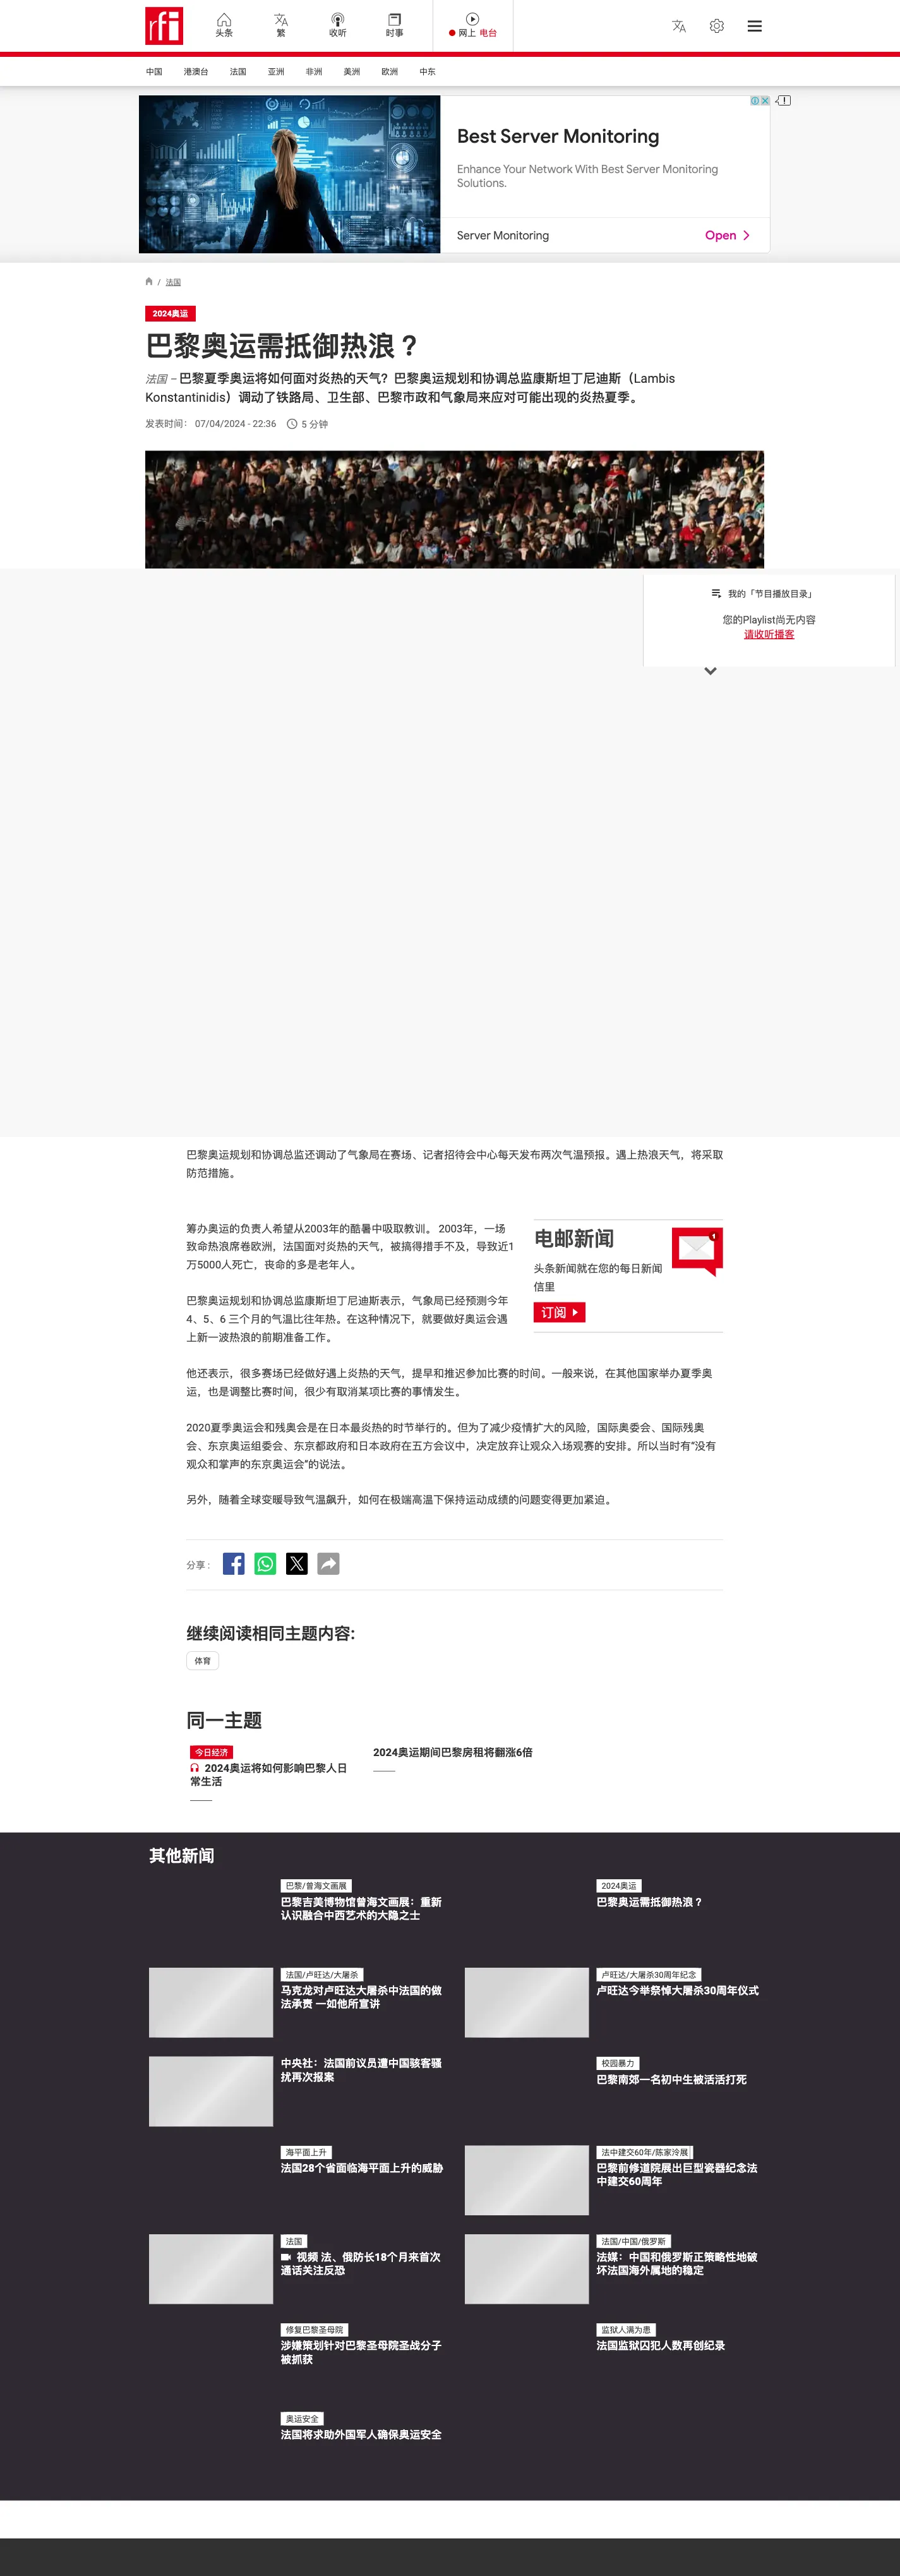 rfi
头条
繁
收听
时事
网上 电台
中国 港澳台 法国 亚洲 非洲 美洲 欧洲 中东
Best Server Monitoring
Enhance Your Network With Best Server Monitoring
Solutions.
Server Monitoring
Open
/ 法国
2024奥运
巴黎奥运需抵御热浪？
法国 – 巴黎夏季奥运将如何面对炎热的天气？巴黎奥运规划和协调总监康斯坦丁尼迪斯（Lambis
Konstantinidis）调动了铁路局、卫生部、巴黎市政和气象局来应对可能出现的炎热夏季。
发表时间： 07/04/2024 - 22:36 5 分钟
我的「节目播放目录」
您的Playlist尚无内容
请收听播客
巴黎奥运规划和协调总监还调动了气象局在赛场、记者招待会中心每天发布两次气温预报。遇上热浪天气，将采取
防范措施。
筹办奥运的负责人希望从2003年的酷暑中吸取教训。 2003年，一场
致命热浪席卷欧洲，法国面对炎热的天气，被搞得措手不及，导致近1
万5000人死亡，丧命的多是老年人。
电邮新闻
头条新闻就在您的每日新闻
信里
订阅
巴黎奥运规划和协调总监康斯坦丁尼迪斯表示，气象局已经预测今年
4、5、6 三个月的气温比往年热。在这种情况下，就要做好奥运会遇
上新一波热浪的前期准备工作。
他还表示，很多赛场已经做好遇上炎热的天气，提早和推迟参加比赛的时间。一般来说，在其他国家举办夏季奥
运，也是调整比赛时间，很少有取消某项比赛的事情发生。
2020夏季奥运会和残奥会是在日本最炎热的时节举行的。但为了减少疫情扩大的风险，国际奥委会、国际残奥
会、东京奥运组委会、东京都政府和日本政府在五方会议中，决定放弃让观众入场观赛的安排。所以当时有“没有
观众和掌声的东京奥运会”的说法。
另外，随着全球变暖导致气温飙升，如何在极端高温下保持运动成绩的问题变得更加紧迫。
分享 :
继续阅读相同主题内容:
体育
同一主题
今日经济
2024奥运将如何影响巴黎人日
常生活
2024奥运期间巴黎房租将翻涨6倍
其他新闻
巴黎/曾海文画展
巴黎吉美博物馆曾海文画展：重新
认识融合中西艺术的大隐之士
2024奥运
巴黎奥运需抵御热浪？
法国/卢旺达/大屠杀
马克龙对卢旺达大屠杀中法国的做
法承责 一如他所宣讲
卢旺达/大屠杀30周年纪念
卢旺达今举祭悼大屠杀30周年仪式
中央社：法国前议员遭中国骇客骚
扰再次报案
校园暴力
巴黎南郊一名初中生被活活打死
海平面上升
法国28个省面临海平面上升的威胁
法中建交60年/陈家泠展
巴黎前修道院展出巨型瓷器纪念法
中建交60周年
法国
视频 法、俄防长18个月来首次
通话关注反恐
法国/中国/俄罗斯
法媒：中国和俄罗斯正策略性地破
坏法国海外属地的稳定
修复巴黎圣母院
涉嫌策划针对巴黎圣母院圣战分子
被抓获
监狱人满为患
法国监狱囚犯人数再创纪录
奥运安全
法国将求助外国军人确保奥运安全